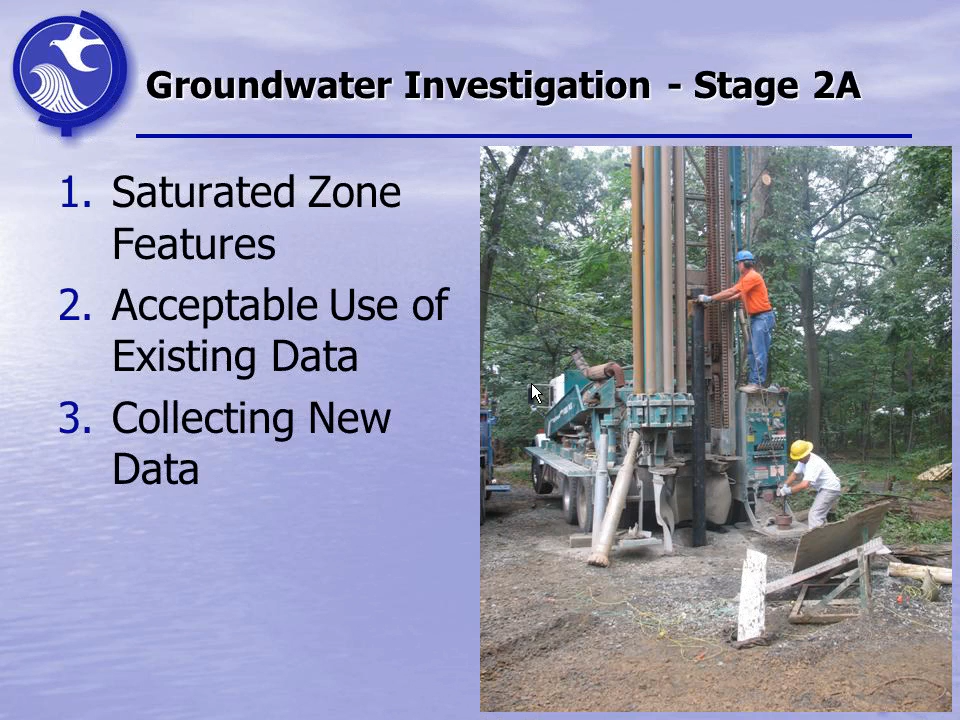 Groundwater Investigation - Stage 2A
1. Saturated Zone
Features
2. Acceptable Use of
Existing Data
3. Collecting New
Data